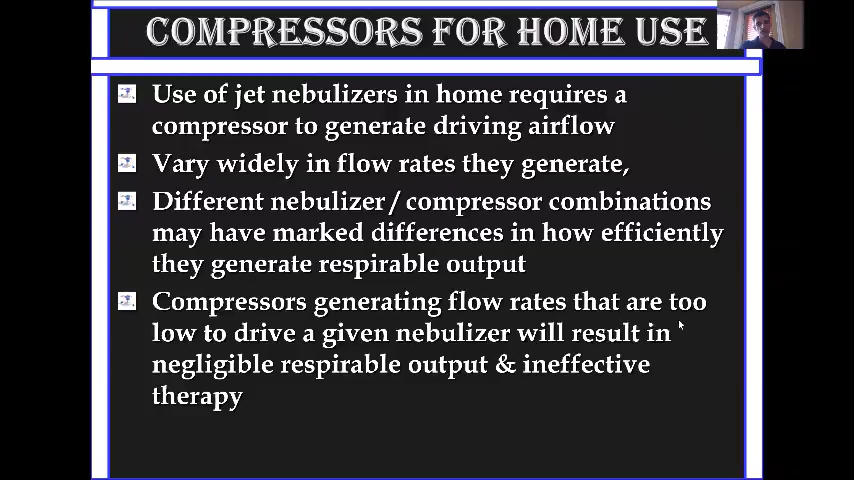 COMPRESSORS FOR HOME USE
Use of jet nebulizers in home requires a
compressor to generate driving airflow
Vary widely in flow rates they generate,
Different nebulizer / compressor combinations
may have marked differences in how efficiently
they generate respirable output
Compressors generating flow rates that are too
low to drive a given nebulizer will result in
negligible respirable output & ineffective
therapy